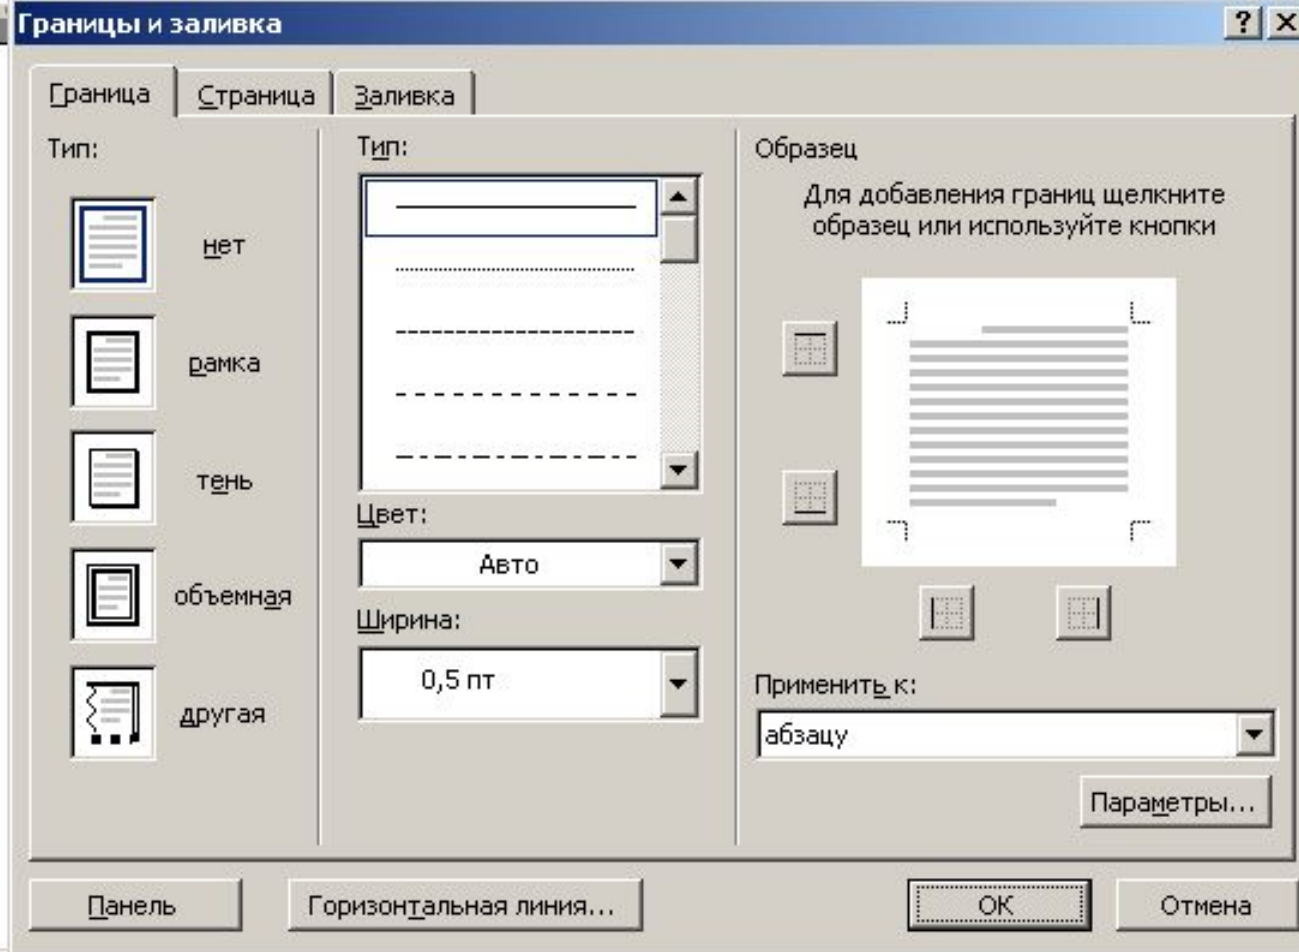 Границы и заливка
Граница
Страница
Заливка
Тип:
нет
рамка
тень
объемная
другая
Тип:
Цвет:
Авто
Ширина:
0,5 пт
Образец
Для добавления границ щелкните
образец или используйте кнопки
Применить к:
абзацу
Параметры...
Панель
Горизонтальная линия...
ОК
Отмена